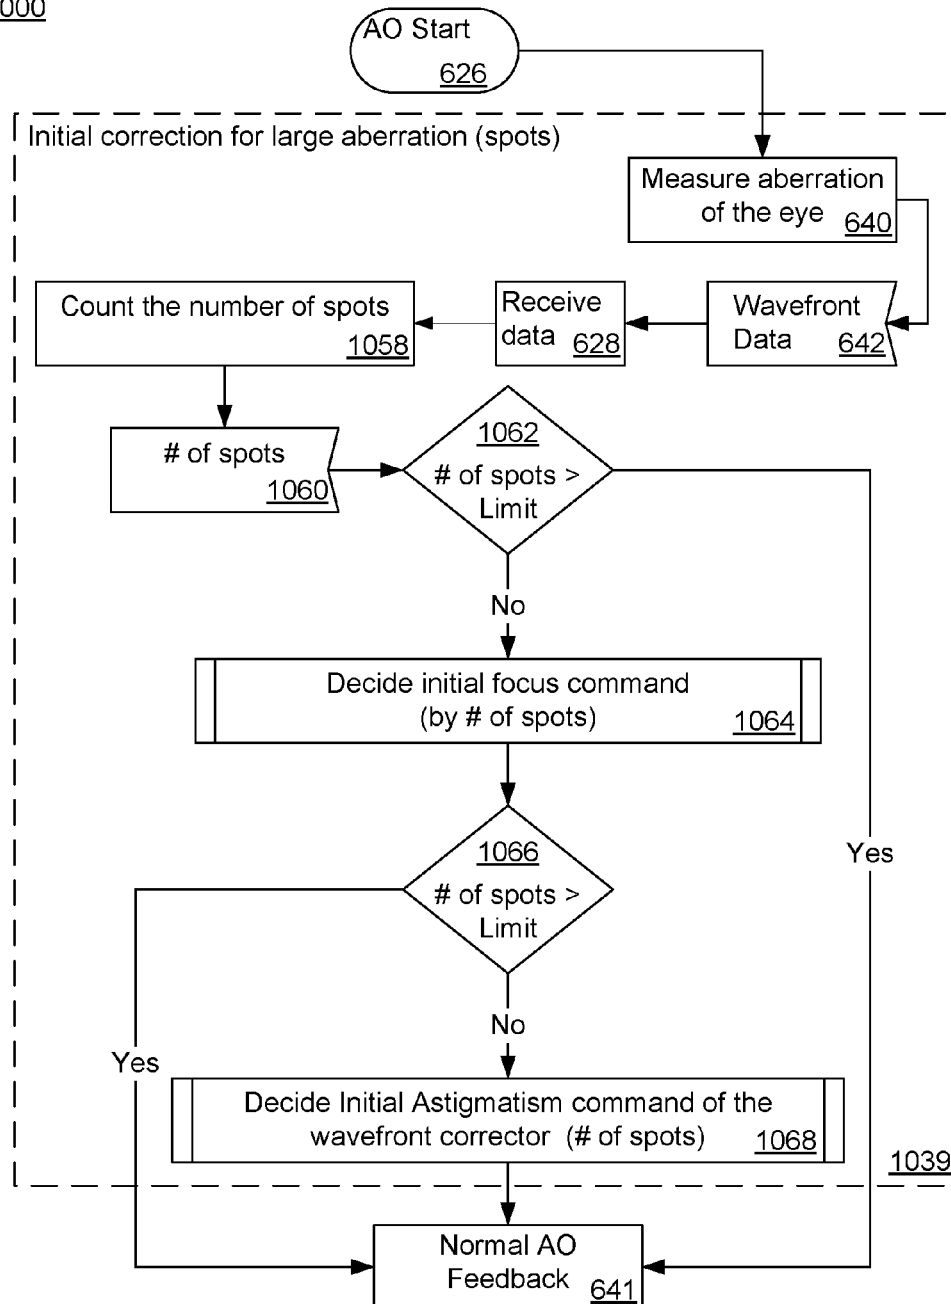 000
AO Start
626
Initial correction for large aberration (spots)
Measure aberration
of the eye 640
Count the number of spots
1058
Receive
data 628
Wavefront
Data 642
# of spots
1060
1062
# of spots >
Limit
No
Decide initial focus command
(by # of spots) 1064
1066
# of spots >
Limit
Yes
No
Yes
Decide Initial Astigmatism command of the
wavefront corrector (# of spots) 1068
1039
Normal AO
Feedback 641